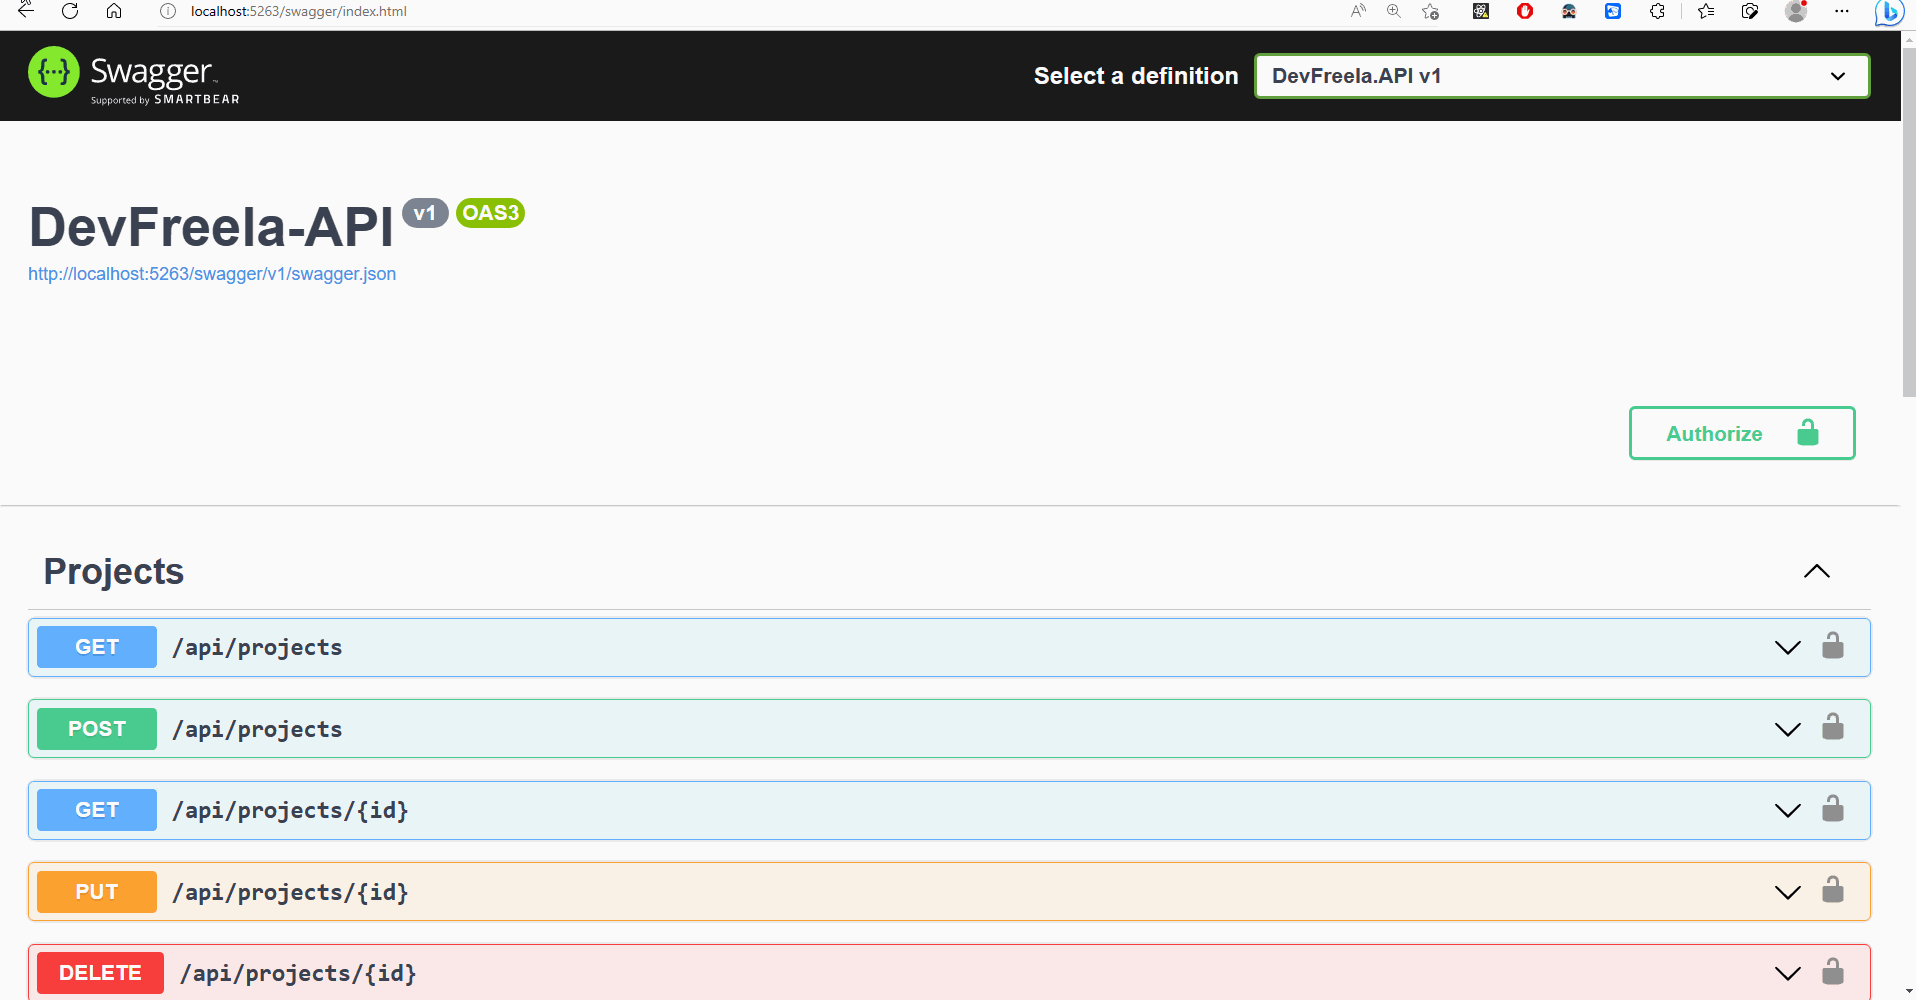 localhost:5263/swagger/index.html
Swagger
Supported by SMARTBEAR
Select a definition
DevFreela.API v1
DevFreela-API v1 OAS3
http://localhost:5263/swagger/v1/swagger.json
Authorize
Projects
GET /api/projects
POST /api/projects
GET /api/projects/{id}
PUT /api/projects/{id}
DELETE /api/projects/{id}